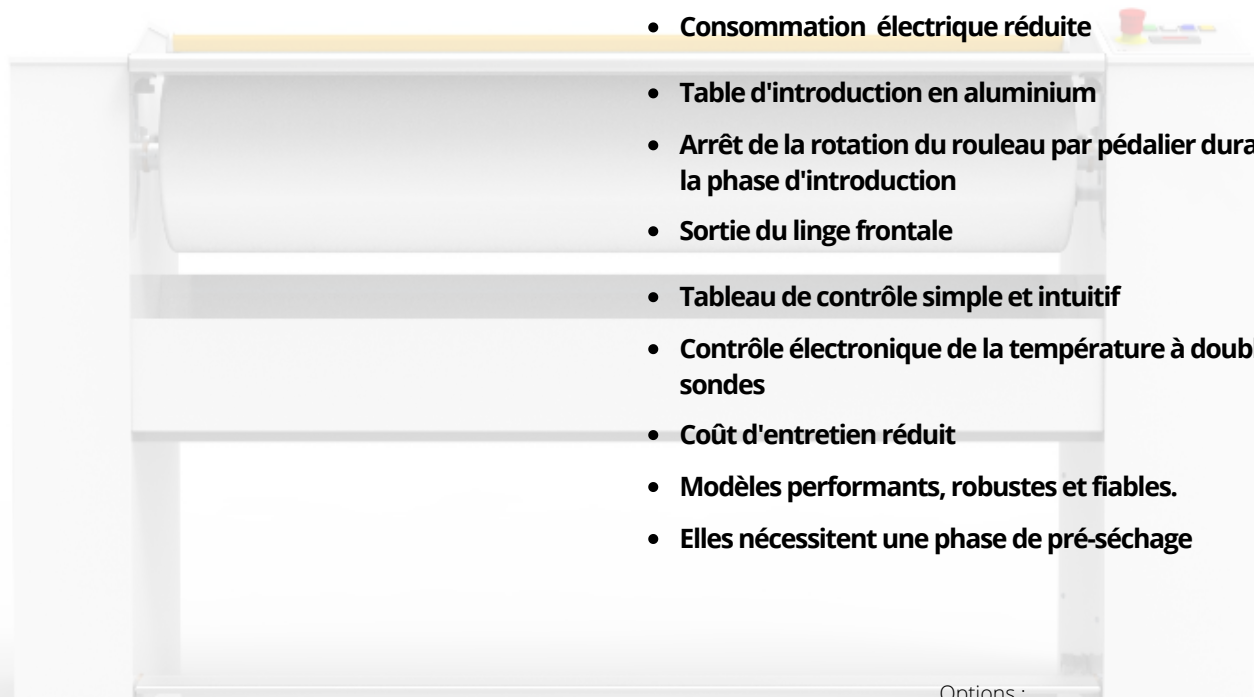 • Consommation électrique réduite
• Table d'introduction en aluminium
• Arrêt de la rotation du rouleau par pédalier dura
la phase d'introduction
• Sortie du linge frontale
• Tableau de contrôle simple et intuitif
• Contrôle électronique de la température à doubl
sondes
• Coût d'entretien réduit
• Modèles performants, robustes et fiables.
• Elles nécessitent une phase de pré-séchage
Options :